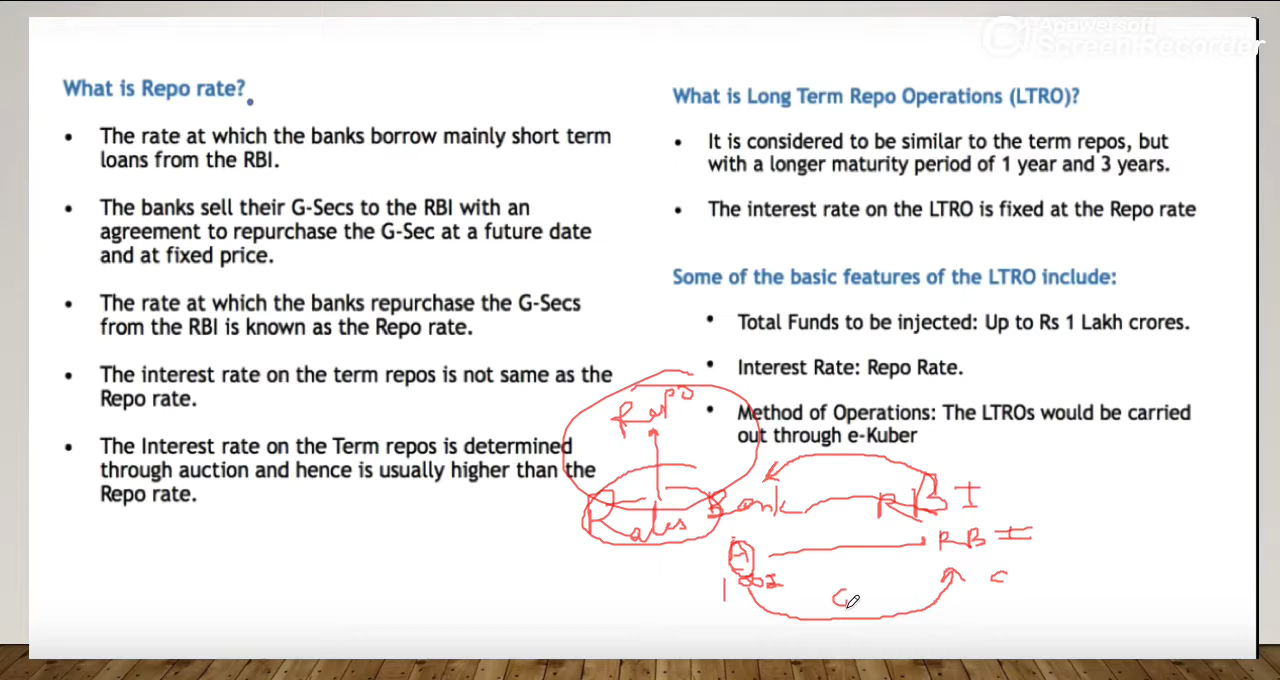 Apowersoft
Screen Recorder
What is Repo rate?
• The rate at which the banks borrow mainly short term
loans from the RBI.
• The banks sell their G-Secs to the RBI with an
agreement to repurchase the G-Sec at a future date
and at fixed price.
• The rate at which the banks repurchase the G-Secs
from the RBI is known as the Repo rate.
• The interest rate on the term repos is not same as the
Repo rate.
• The Interest rate on the Term repos is determined
through auction and hence is usually higher than the
Repo rate.
What is Long Term Repo Operations (LTRO)?
• It is considered to be similar to the term repos, but
with a longer maturity period of 1 year and 3 years.
• The interest rate on the LTRO is fixed at the Repo rate
Some of the basic features of the LTRO include:
• Total Funds to be injected: Up to Rs 1 Lakh crores.
• Interest Rate: Repo Rate.
• Method of Operations: The LTROs would be carried
out through e-Kuber
Repo
Rates Bank RBI
A RBI
C